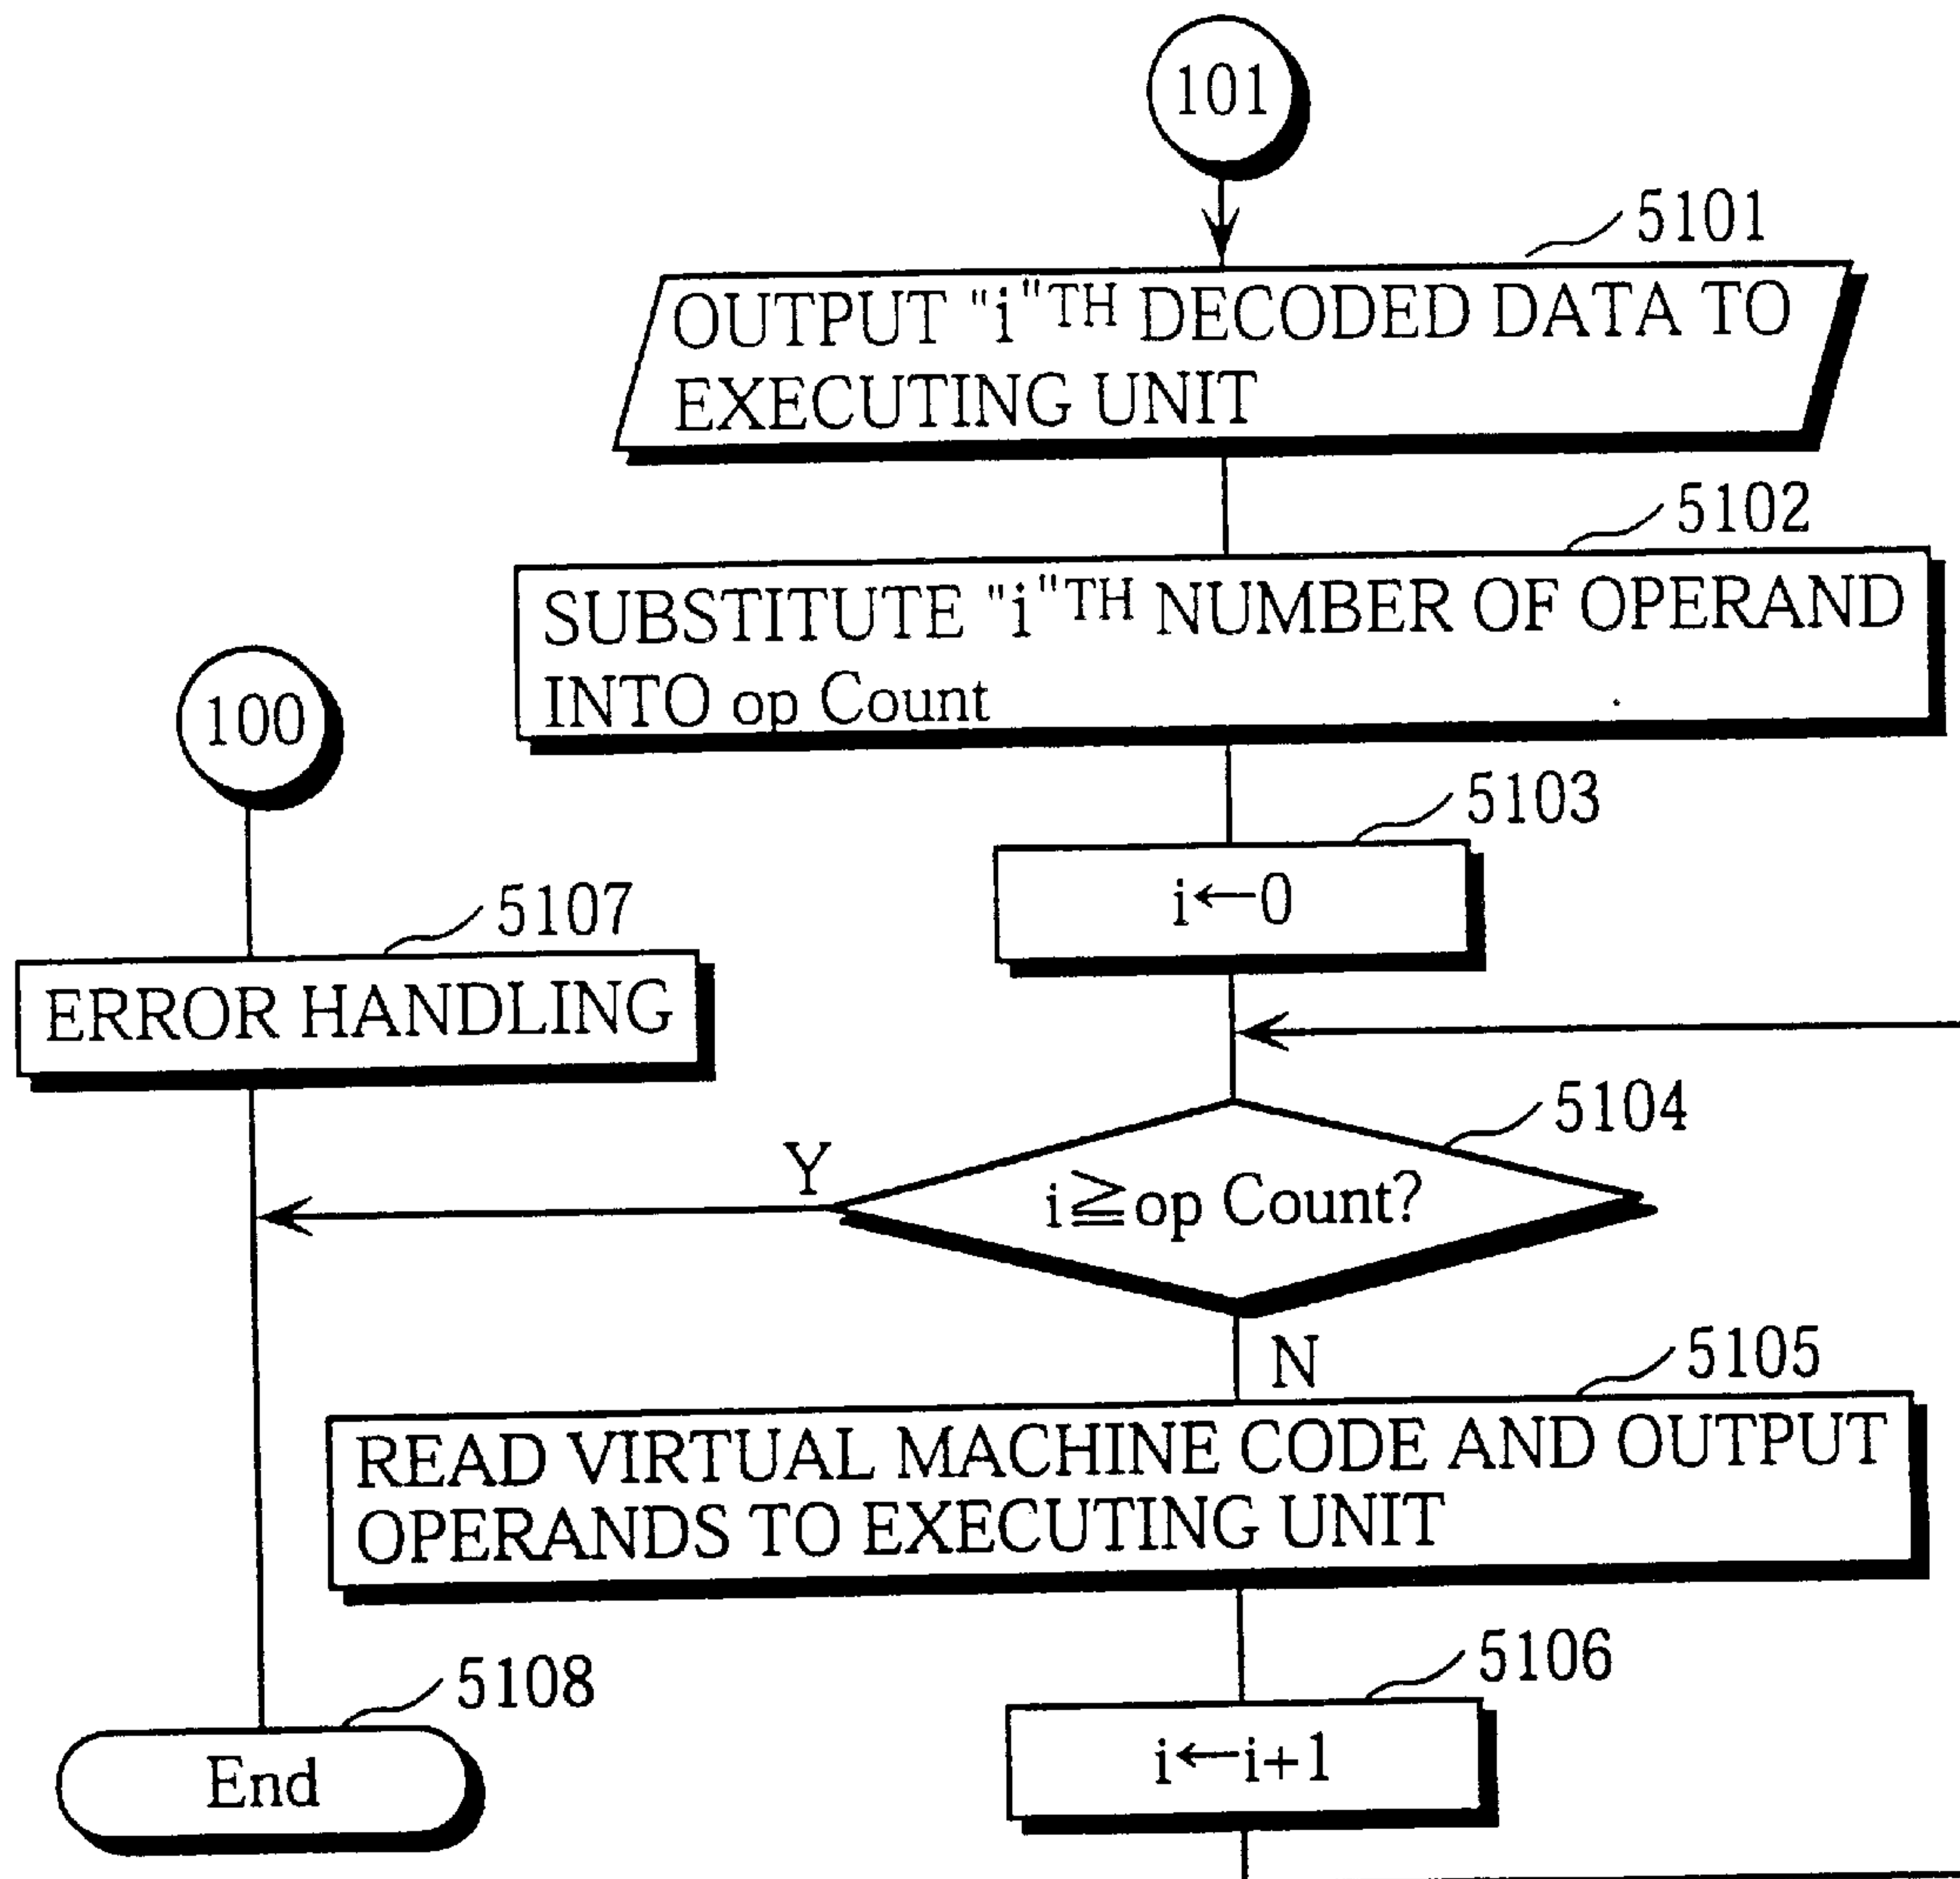 101
5101
OUTPUT "i"TH DECODED DATA TO
EXECUTING UNIT
5102
SUBSTITUTE "i"TH NUMBER OF OPERAND
INTO op Count
100
5103
i←0
5107
ERROR HANDLING
5104
Y
i≧op Count?
N
5105
READ VIRTUAL MACHINE CODE AND OUTPUT
OPERANDS TO EXECUTING UNIT
5106
i←i+1
5108
End